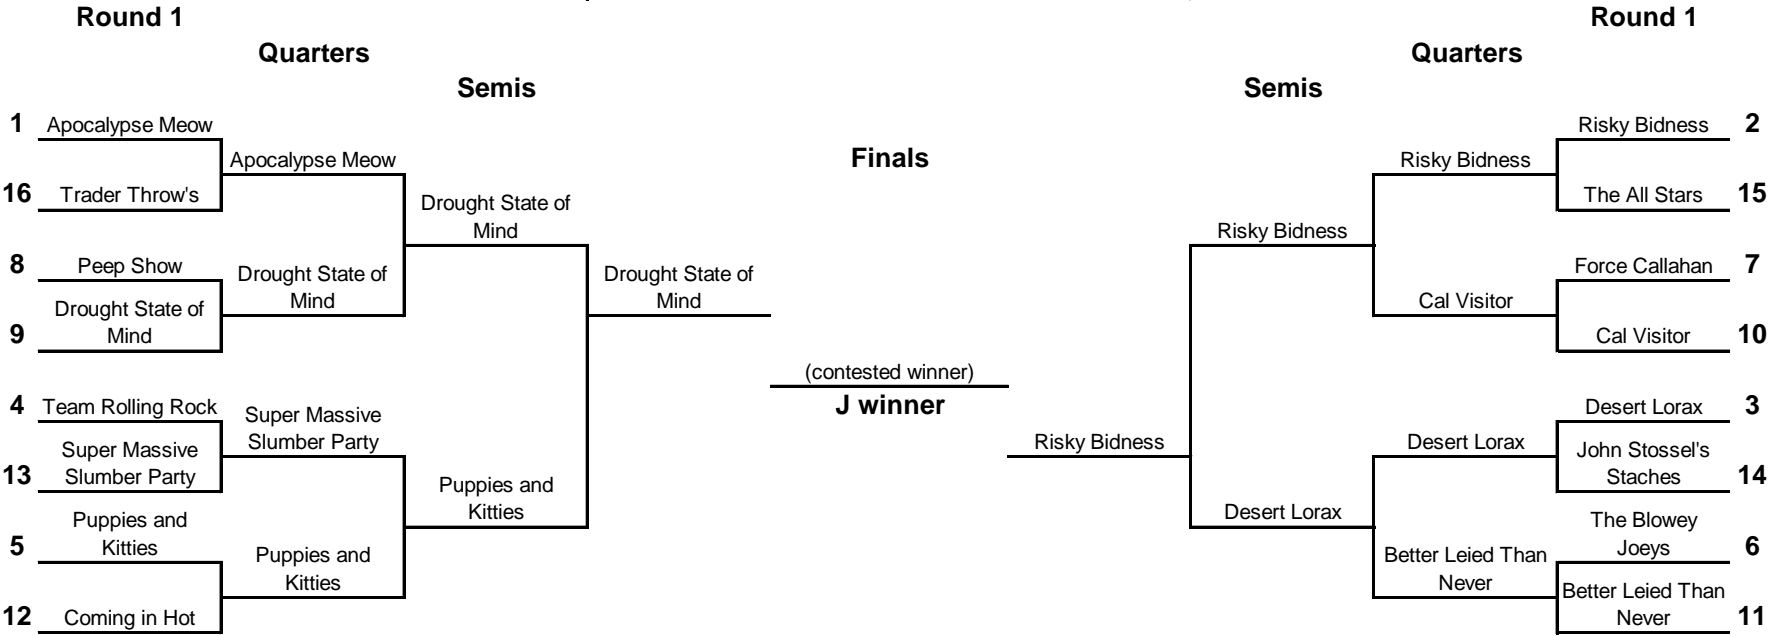 Round 1
Round 1
Quarters
Quarters
Semis
Semis
1 Apocalypse Meow
Risky Bidness 2
Apocalypse Meow
Finals
Risky Bidness
16 Trader Throw's
The All Stars 15
Drought State of
Mind
Risky Bidness
8 Peep Show
Force Callahan 7
Drought State of
Mind
Drought State of
Mind
Cal Visitor
Drought State of
Mind
9
Cal Visitor 10
(contested winner)
J winner
4 Team Rolling Rock
Desert Lorax 3
Super Massive
Slumber Party
Risky Bidness
Desert Lorax
Super Massive
Slumber Party
13
John Stossel's
Staches
14
Puppies and
Kitties
Desert Lorax
Puppies and
Kitties
5
The Blowey
Joeys
6
Puppies and
Kitties
Better Leied Than
Never
12 Coming in Hot
Better Leied Than
Never
11